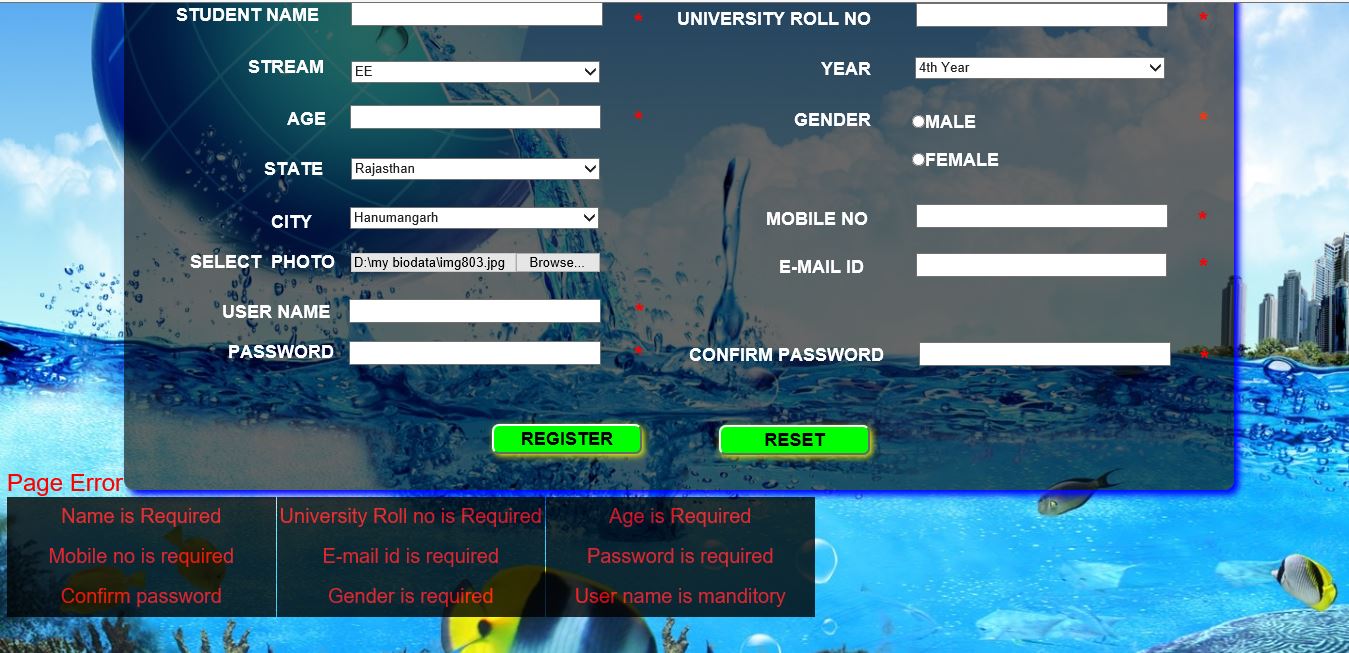 STUDENT NAME * UNIVERSITY ROLL NO *
STREAM EE YEAR 4th Year
AGE * GENDER MALE *
FEMALE
STATE Rajasthan
CITY Hanumangarh MOBILE NO *
SELECT PHOTO D:\my biodata\img803.jpg Browse... E-MAIL ID *
USER NAME *
PASSWORD * CONFIRM PASSWORD *
REGISTER RESET
Page Error
Name is Required University Roll no is Required Age is Required
Mobile no is required E-mail id is required Password is required
Confirm password Gender is required User name is manditory